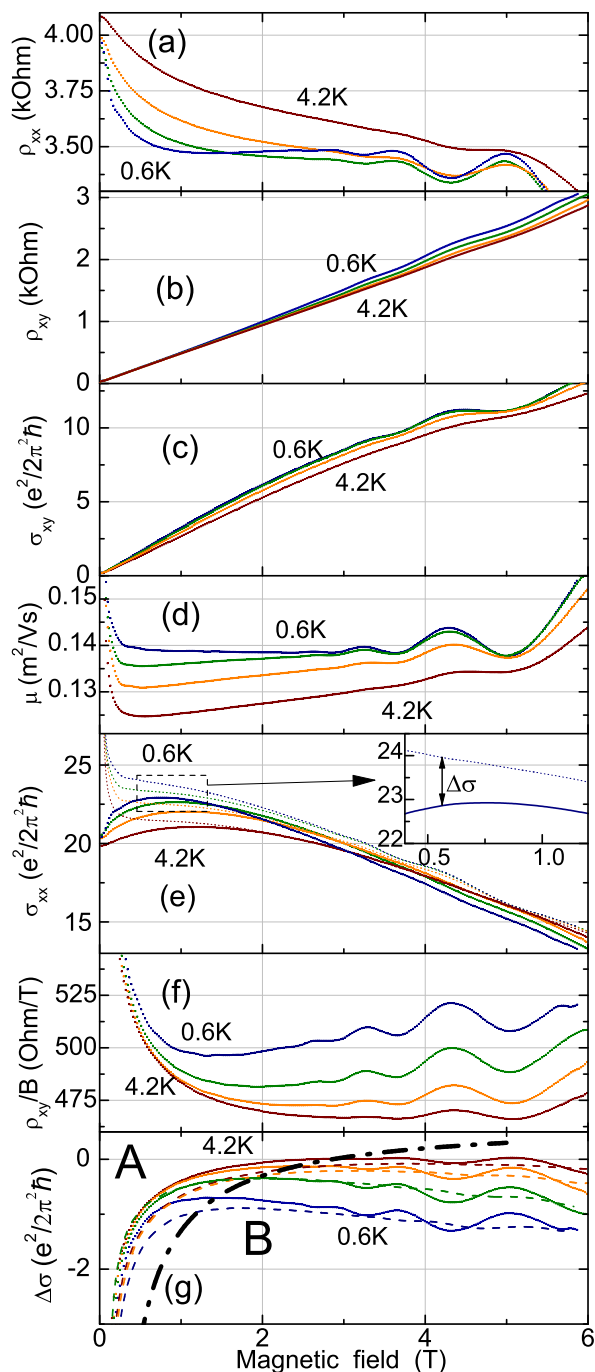 (a)
ρxx (kOhm)
4.00
3.75
3.50
4.2K
0.6K
(b)
ρxy (kOhm)
3
2
1
0
0.6K
4.2K
(c)
σxy (e²/2π²ħ)
10
5
0
0.6K
4.2K
(d)
μ (m²/Vs)
0.15
0.14
0.13
0.6K
4.2K
(e)
σxx (e²/2π²ħ)
25
20
15
0.6K
4.2K
24
23
22
Δσ
0.5 1.0
(f)
ρxy/B (Ohm/T)
525
500
475
0.6K
4.2K
(g)
Δσ (e²/2π²ħ)
0
-2
A
4.2K
B
0.6K
0 2 4 6
Magnetic field (T)